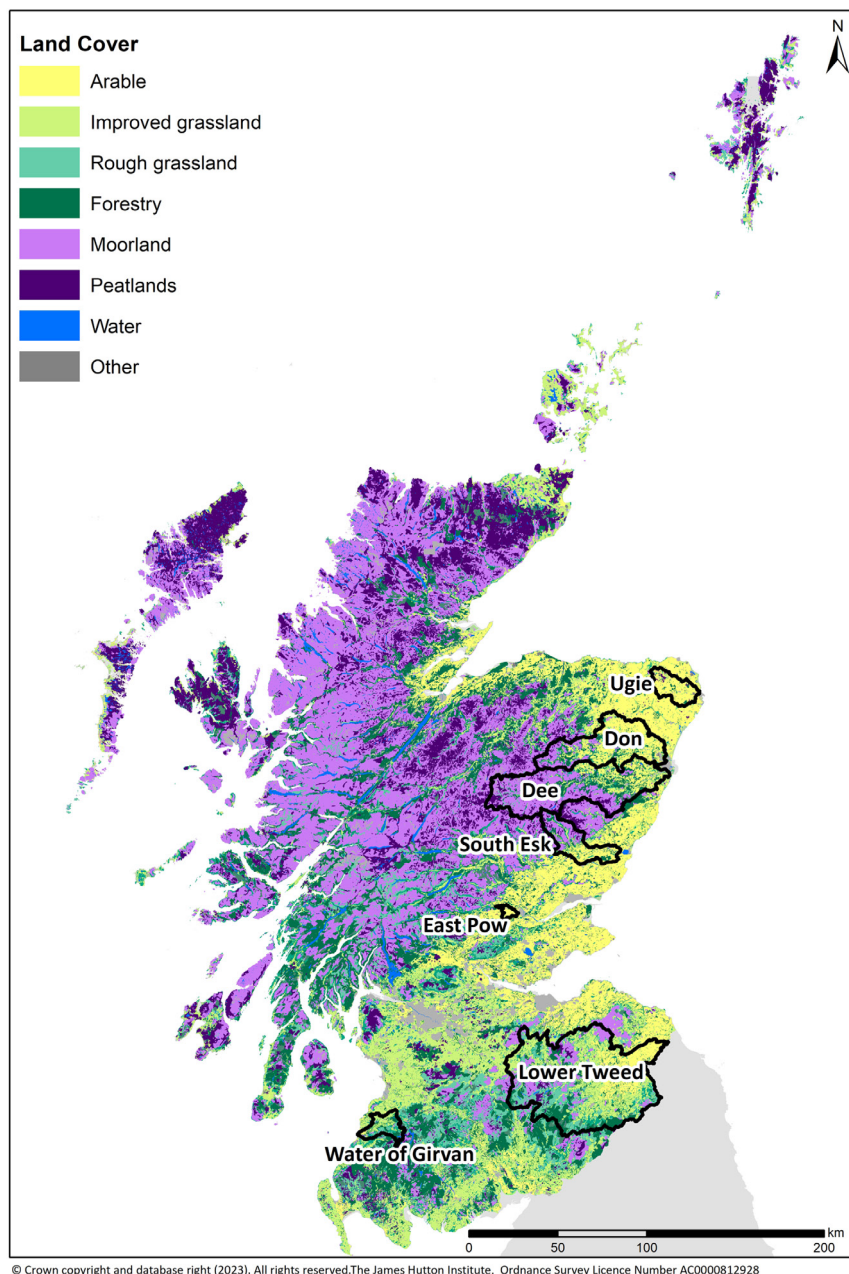 Land Cover
Arable
Improved grassland
Rough grassland
Forestry
Moorland
Peatlands
Water
Other
N
Ugie
Don
Dee
South Esk
East Pow
Lower Tweed
Water of Girvan
km
0 50 100 200
© Crown copyright and database right (2023). All rights reserved.The James Hutton Institute. Ordnance Survey Licence Number AC0000812928